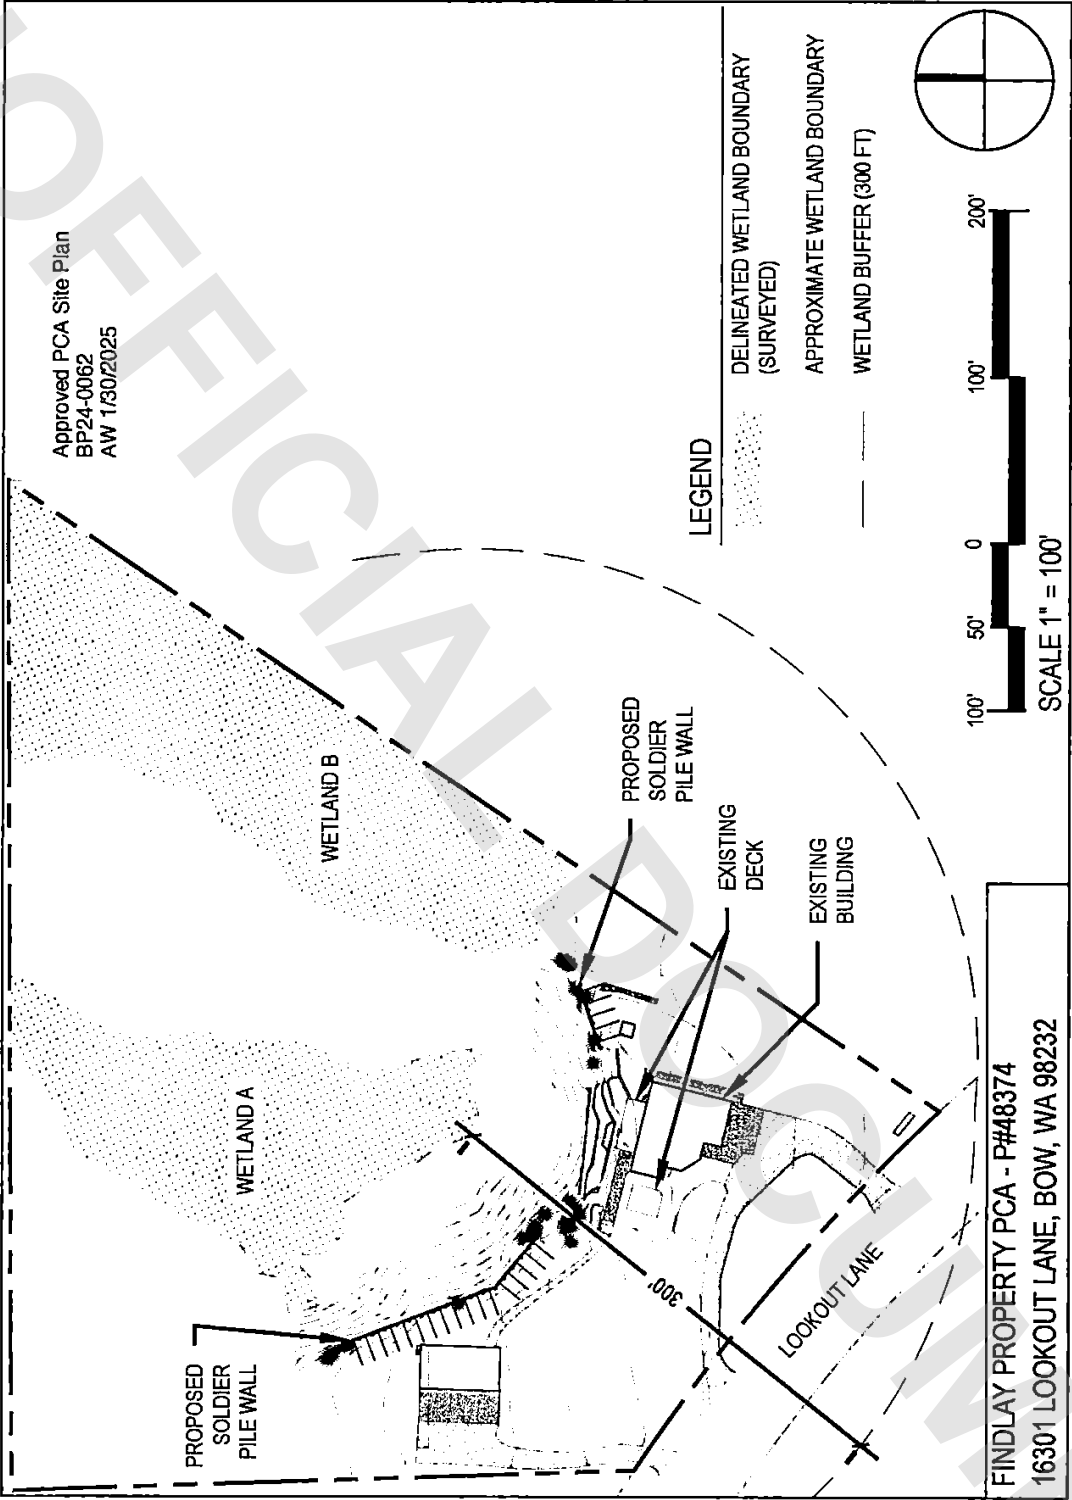 Approved PCA Site Plan
BP24-0062
AW 1/30/2025
WETLAND B
WETLAND A
PROPOSED
SOLDIER
PILE WALL
PROPOSED
SOLDIER
PILE WALL
EXISTING
DECK
EXISTING
BUILDING
300'
LOOKOUT LANE
LEGEND
DELINEATED WETLAND BOUNDARY
(SURVEYED)
APPROXIMATE WETLAND BOUNDARY
WETLAND BUFFER (300 FT)
100' 50' 0 100' 200'
SCALE 1" = 100'
FINDLAY PROPERTY PCA - P#48374
16301 LOOKOUT LANE, BOW, WA 98232
OFFICIAL DOCUM